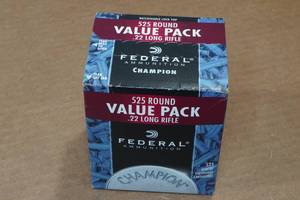 525 ROUND
VALUE PACK
.22 LONG RIFLE
FEDERAL
AMMUNITION
CHAMPION
525 ROUND
VALUE PACK
.22 LONG RIFLE
FEDERAL
AMMUNITION
CHAMPION
525